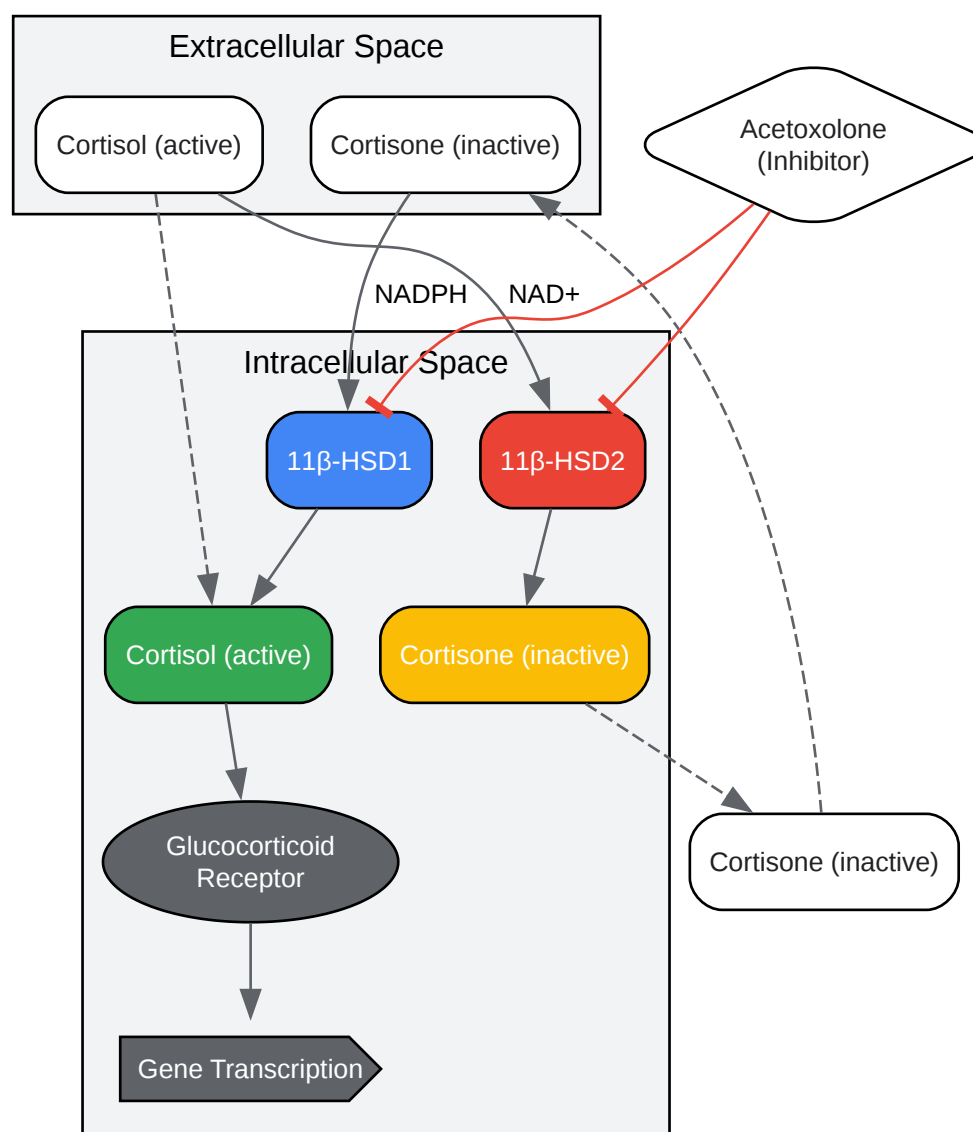 Extracellular Space
Cortisol (active)
Cortisone (inactive)
Acetoxolone
(Inhibitor)
NADPH
NAD+
Intracellular Space
11β-HSD1
11β-HSD2
Cortisol (active)
Cortisone (inactive)
Glucocorticoid
Receptor
Cortisone (inactive)
Gene Transcription